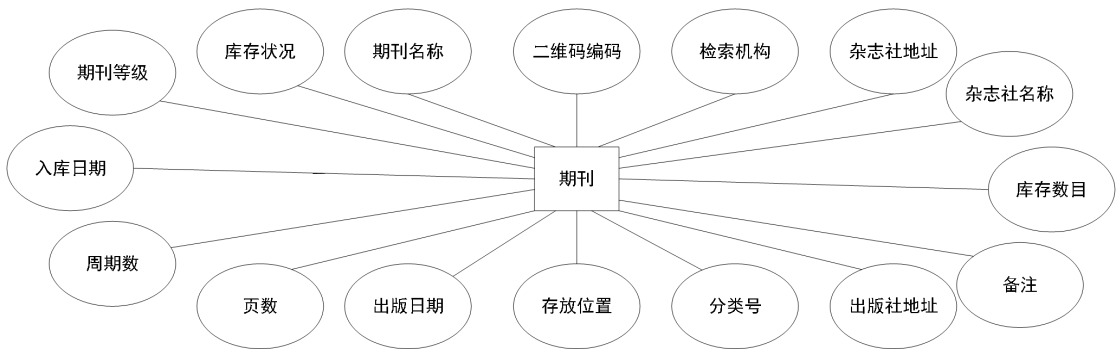 库存状况
期刊名称
二维码编码
检索机构
杂志社地址
期刊等级
杂志社名称
入库日期
期刊
库存数目
周期数
备注
页数
出版日期
存放位置
分类号
出版社地址